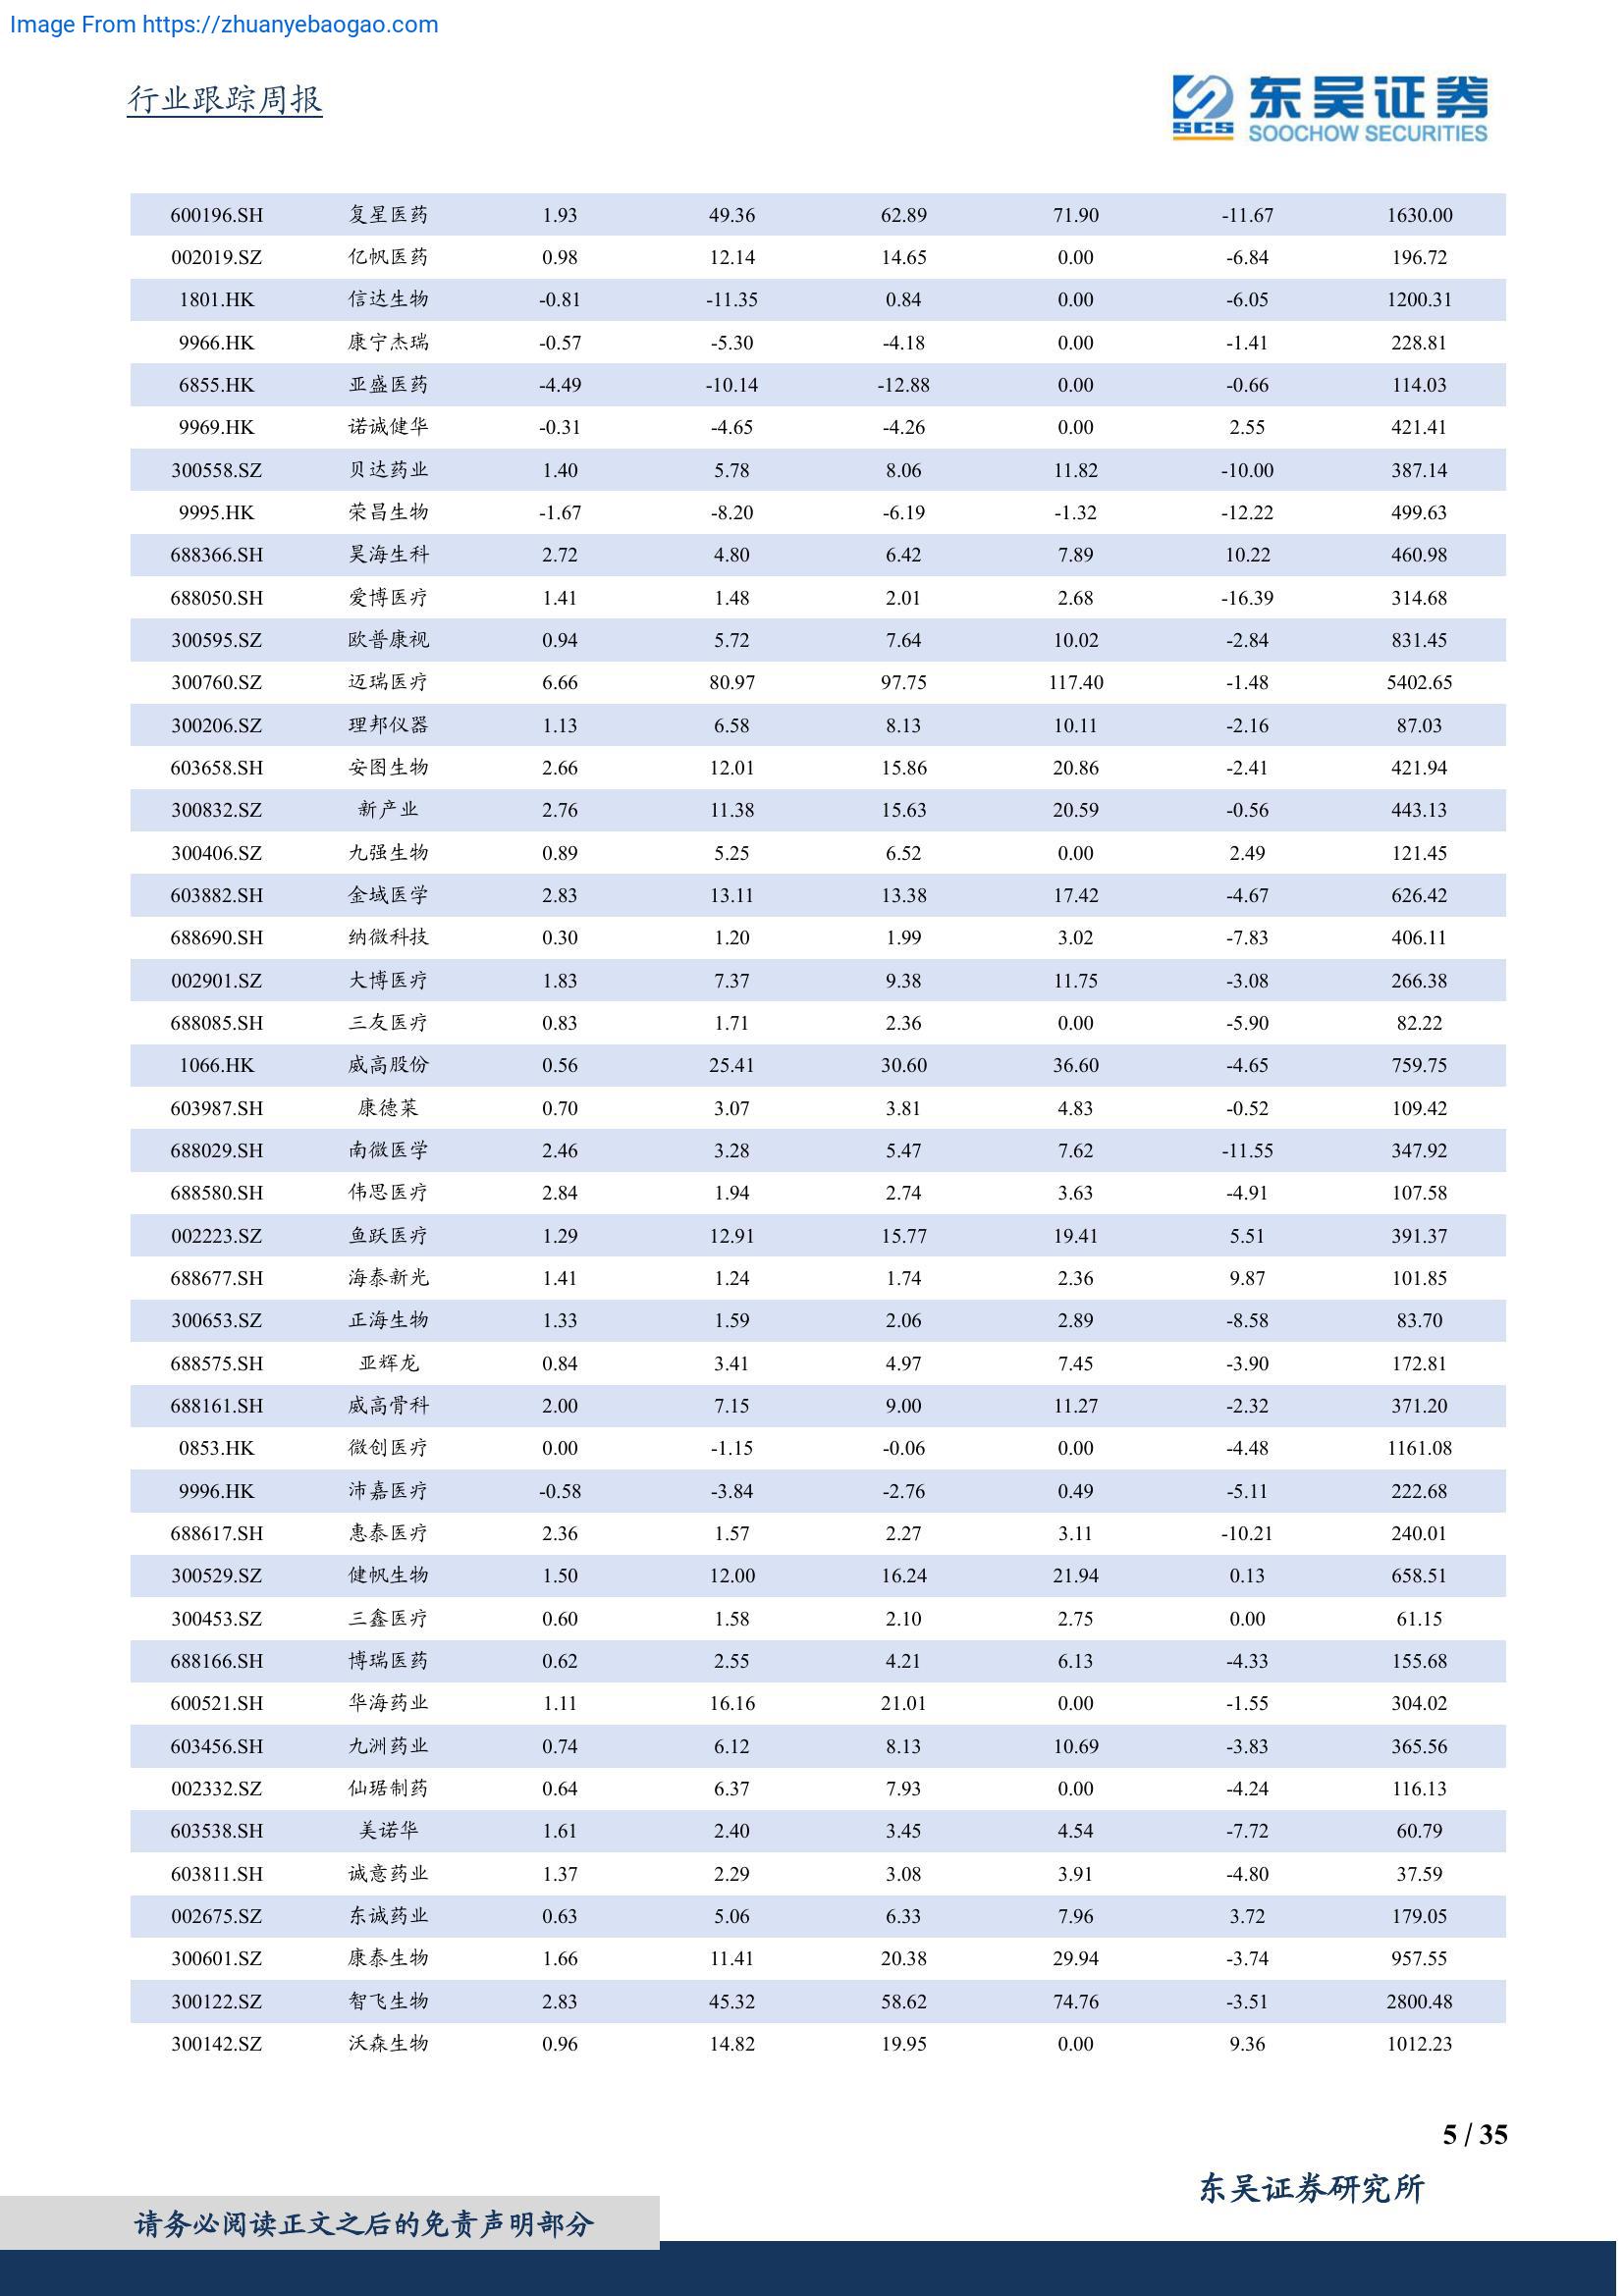 Image From https://zhuanyebaogao.com
行业跟踪周报
东吴证券
SCS
SOOCHOW SECURITIES
600196.SH 复星医药 1.93 49.36 62.89 71.90 -11.67 1630.00
002019.SZ 亿帆医药 0.98 12.14 14.65 0.00 -6.84 196.72
1801.HK 信达生物 -0.81 -11.35 0.84 0.00 -6.05 1200.31
9966.HK 康宁杰瑞 -0.57 -5.30 -4.18 0.00 -1.41 228.81
6855.HK 亚盛医药 -4.49 -10.14 -12.88 0.00 -0.66 114.03
9969.HK 诺诚健华 -0.31 -4.65 -4.26 0.00 2.55 421.41
300558.SZ 贝达药业 1.40 5.78 8.06 11.82 -10.00 387.14
9995.HK 荣昌生物 -1.67 -8.20 -6.19 -1.32 -12.22 499.63
688366.SH 昊海生科 2.72 4.80 6.42 7.89 10.22 460.98
688050.SH 爱博医疗 1.41 1.48 2.01 2.68 -16.39 314.68
300595.SZ 欧普康视 0.94 5.72 7.64 10.02 -2.84 831.45
300760.SZ 迈瑞医疗 6.66 80.97 97.75 117.40 -1.48 5402.65
300206.SZ 理邦仪器 1.13 6.58 8.13 10.11 -2.16 87.03
603658.SH 安图生物 2.66 12.01 15.86 20.86 -2.41 421.94
300832.SZ 新产业 2.76 11.38 15.63 20.59 -0.56 443.13
300406.SZ 九强生物 0.89 5.25 6.52 0.00 2.49 121.45
603882.SH 金域医学 2.83 13.11 13.38 17.42 -4.67 626.42
688690.SH 纳微科技 0.30 1.20 1.99 3.02 -7.83 406.11
002901.SZ 大博医疗 1.83 7.37 9.38 11.75 -3.08 266.38
688085.SH 三友医疗 0.83 1.71 2.36 0.00 -5.90 82.22
1066.HK 威高股份 0.56 25.41 30.60 36.60 -4.65 759.75
603987.SH 康德莱 0.70 3.07 3.81 4.83 -0.52 109.42
688029.SH 南微医学 2.46 3.28 5.47 7.62 -11.55 347.92
688580.SH 伟思医疗 2.84 1.94 2.74 3.63 -4.91 107.58
002223.SZ 鱼跃医疗 1.29 12.91 15.77 19.41 5.51 391.37
688677.SH 海泰新光 1.41 1.24 1.74 2.36 9.87 101.85
300653.SZ 正海生物 1.33 1.59 2.06 2.89 -8.58 83.70
688575.SH 亚辉龙 0.84 3.41 4.97 7.45 -3.90 172.81
688161.SH 威高骨科 2.00 7.15 9.00 11.27 -2.32 371.20
0853.HK 微创医疗 0.00 -1.15 -0.06 0.00 -4.48 1161.08
9996.HK 沛嘉医疗 -0.58 -3.84 -2.76 0.49 -5.11 222.68
688617.SH 惠泰医疗 2.36 1.57 2.27 3.11 -10.21 240.01
300529.SZ 健帆生物 1.50 12.00 16.24 21.94 0.13 658.51
300453.SZ 三鑫医疗 0.60 1.58 2.10 2.75 0.00 61.15
688166.SH 博瑞医药 0.62 2.55 4.21 6.13 -4.33 155.68
600521.SH 华海药业 1.11 16.16 21.01 0.00 -1.55 304.02
603456.SH 九洲药业 0.74 6.12 8.13 10.69 -3.83 365.56
002332.SZ 仙琚制药 0.64 6.37 7.93 0.00 -4.24 116.13
603538.SH 美诺华 1.61 2.40 3.45 4.54 -7.72 60.79
603811.SH 诚意药业 1.37 2.29 3.08 3.91 -4.80 37.59
002675.SZ 东诚药业 0.63 5.06 6.33 7.96 3.72 179.05
300601.SZ 康泰生物 1.66 11.41 20.38 29.94 -3.74 957.55
300122.SZ 智飞生物 2.83 45.32 58.62 74.76 -3.51 2800.48
300142.SZ 沃森生物 0.96 14.82 19.95 0.00 9.36 1012.23
5 / 35
东吴证券研究所
请务必阅读正文之后的免责声明部分